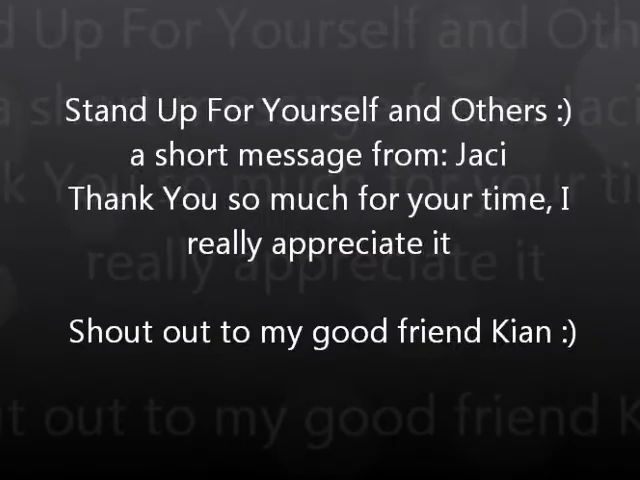 Stand Up For Yourself and Others :)
a short message from: Jaci
Thank You so much for your time, I
really appreciate it
Shout out to my good friend Kian :)